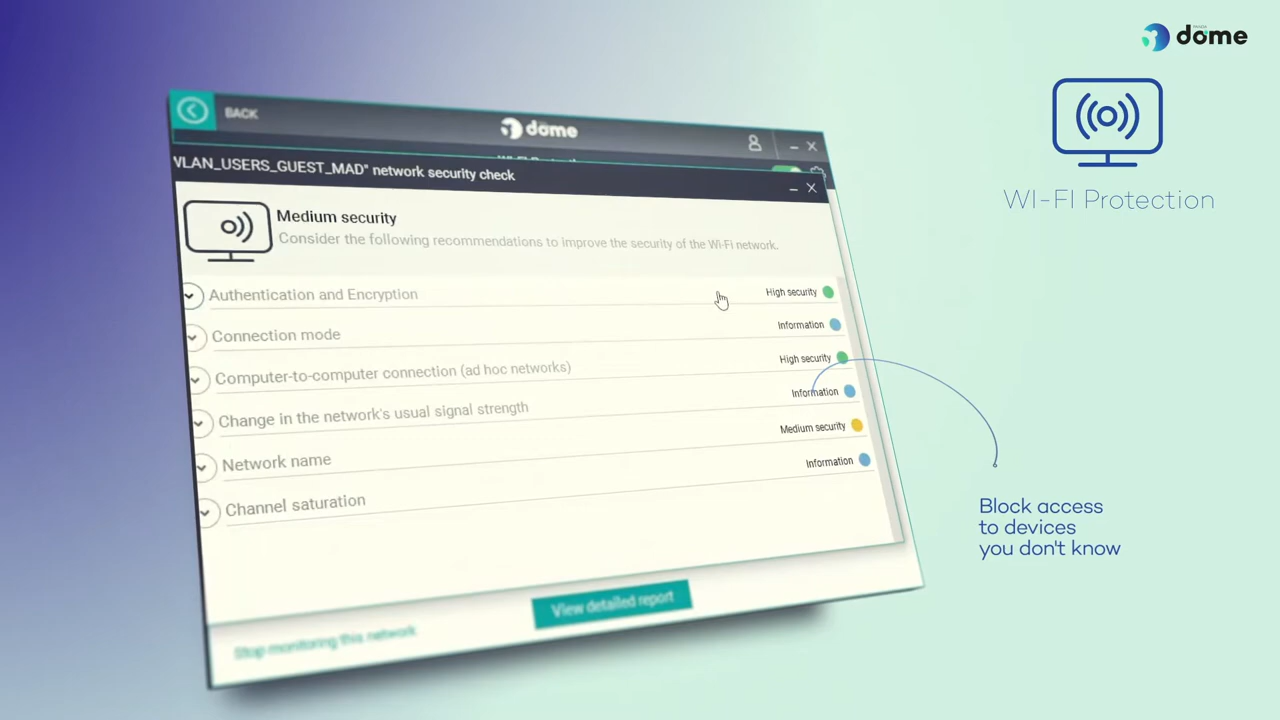 PANDA
dome
WI-FI Protection
BACK
dome
WLAN_USERS_GUEST_MAD" network security check
Medium security
Consider the following recommendations to improve the security of the Wi-Fi network.
Authentication and Encryption High security
Connection mode Information
Computer-to-computer connection (ad hoc networks) High security
Change in the network's usual signal strength Information
Network name Medium security
Channel saturation Information
View detailed report
Stop monitoring this network
Block access
to devices
you don't know